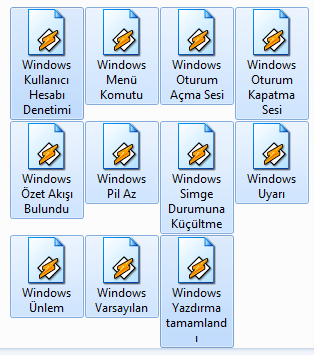 Windows
Kullanıcı
Hesabı
Denetimi
Windows
Menü
Komutu
Windows
Oturum
Açma Sesi
Windows
Oturum
Kapatma
Sesi
Windows
Özet Akışı
Bulundu
Windows
Pil Az
Windows
Simge
Durumuna
Küçültme
Windows
Uyarı
Windows
Ünlem
Windows
Varsayılan
Windows
Yazdırma
tamamland
ı